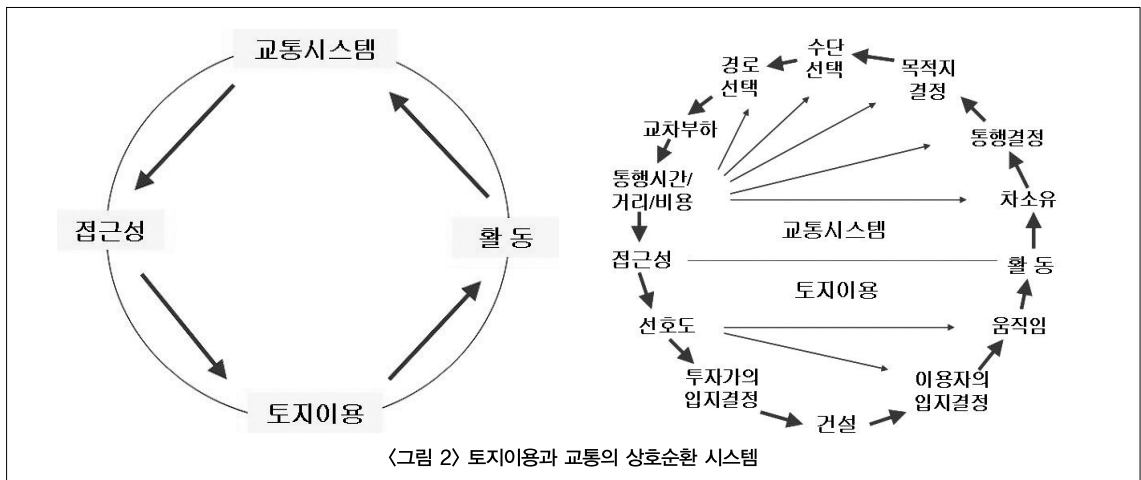 교통시스템
접근성
활 동
토지이용
수단
선택
경로
선택
목적지
결정
교차부하
통행결정
통행시간/
거리/비용
차소유
교통시스템
접근성
활 동
토지이용
선호도
움직임
투자가의
입지결정
이용자의
입지결정
건설
〈그림 2〉 토지이용과 교통의 상호순환 시스템